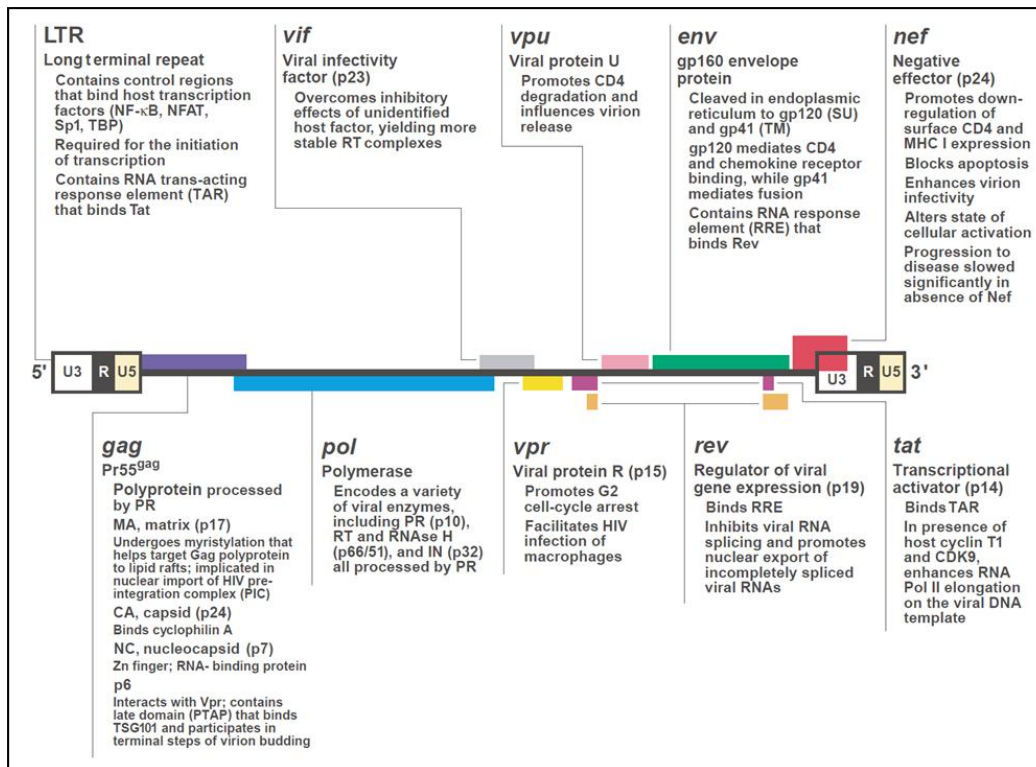 LTR
Long terminal repeat
Contains control regions
that bind host transcription
factors (NF-κB, NFAT,
Sp1, TBP)
Required for the initiation
of transcription
Contains RNA trans-acting
response element (TAR)
that binds Tat
vif
Viral infectivity
factor (p23)
Overcomes inhibitory
effects of unidentified
host factor, yielding more
stable RT complexes
vpu
Viral protein U
Promotes CD4
degradation and
influences virion
release
env
gp160 envelope
protein
Cleaved in endoplasmic
reticulum to gp120 (SU)
and gp41 (TM)
gp120 mediates CD4
and chemokine receptor
binding, while gp41
mediates fusion
Contains RNA response
element (RRE) that
binds Rev
nef
Negative
effector (p24)
Promotes down-
regulation of
surface CD4 and
MHC I expression
Blocks apoptosis
Enhances virion
infectivity
Alters state of
cellular activation
Progression to
disease slowed
significantly in
absence of Nef
5' U3 R U5 U3 R U5 3'
gag
Pr55gag
Polyprotein processed
by PR
MA, matrix (p17)
Undergoes myristylation that
helps target Gag polyprotein
to lipid rafts; implicated in
nuclear import of HIV pre-
integration complex (PIC)
CA, capsid (p24)
Binds cyclophilin A
NC, nucleocapsid (p7)
Zn finger; RNA- binding protein
p6
Interacts with Vpr; contains
late domain (PTAP) that binds
TSG101 and participates in
terminal steps of virion budding
pol
Polymerase
Encodes a variety
of viral enzymes,
including PR (p10),
RT and RNAse H
(p66/51), and IN (p32)
all processed by PR
vpr
Viral protein R (p15)
Promotes G2
cell-cycle arrest
Facilitates HIV
infection of
macrophages
rev
Regulator of viral
gene expression (p19)
Binds RRE
Inhibits viral RNA
splicing and promotes
nuclear export of
incompletely spliced
viral RNAs
tat
Transcriptional
activator (p14)
Binds TAR
In presence of
host cyclin T1
and CDK9,
enhances RNA
Pol II elongation
on the viral DNA
template